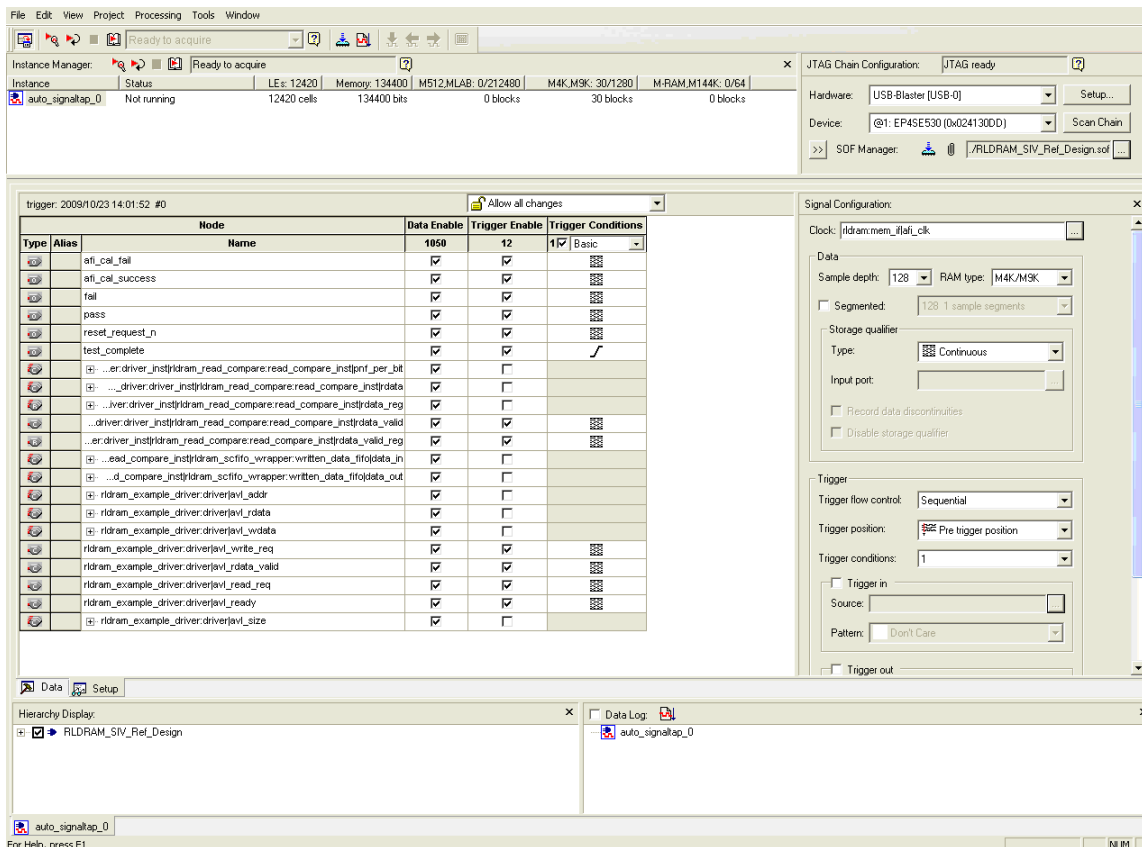 File Edit View Project Processing Tools Window
Ready to acquire
Instance Manager: Ready to acquire
Instance Status LEs: 12420 Memory: 134400 M512,MLAB: 0/212480 M4K,M9K: 30/1280 M-RAM,M144K: 0/64
auto_signaltap_0 Not running 12420 cells 134400 bits 0 blocks 30 blocks 0 blocks
JTAG Chain Configuration: JTAG ready
Hardware: USB-Blaster [USB-0] Setup...
Device: @1: EP4SE530 (0x024130DD) Scan Chain
>> SOF Manager: ./RLDRAM_SIV_Ref_Design.sof ...
trigger: 2009/10/23 14:01:52 #0 Allow all changes
Node Data Enable Trigger Enable Trigger Conditions
Type Alias Name 1050 12 1 Basic
afi_cal_fail
afi_cal_success
fail
pass
reset_request_n
test_complete
...er:driver_inst|rldram_read_compare:read_compare_inst|pnf_per_bit
..._driver:driver_inst|rldram_read_compare:read_compare_inst|rdata
...iver:driver_inst|rldram_read_compare:read_compare_inst|rdata_reg
...driver:driver_inst|rldram_read_compare:read_compare_inst|rdata_valid
...er:driver_inst|rldram_read_compare:read_compare_inst|rdata_valid_reg
...ead_compare_inst|rldram_scfifo_wrapper:written_data_fifo|data_in
...d_compare_inst|rldram_scfifo_wrapper:written_data_fifo|data_out
rldram_example_driver:driver|avl_addr
rldram_example_driver:driver|avl_rdata
rldram_example_driver:driver|avl_wdata
rldram_example_driver:driver|avl_write_req
rldram_example_driver:driver|avl_rdata_valid
rldram_example_driver:driver|avl_read_req
rldram_example_driver:driver|avl_ready
rldram_example_driver:driver|avl_size
Signal Configuration:
Clock: rldram:mem_if|afi_clk ...
Data
Sample depth: 128 RAM type: M4K/M9K
Segmented: 128 1 sample segments
Storage qualifier
Type: Continuous
Input port: ...
Record data discontinuities
Disable storage qualifier
Trigger
Trigger flow control: Sequential
Trigger position: Pre trigger position
Trigger conditions: 1
Trigger in
Source: ...
Pattern: Don't Care
Trigger out
Data Setup
Hierarchy Display:
RLDRAM_SIV_Ref_Design
Data Log:
auto_signaltap_0
auto_signaltap_0
For Help, press F1 NUM